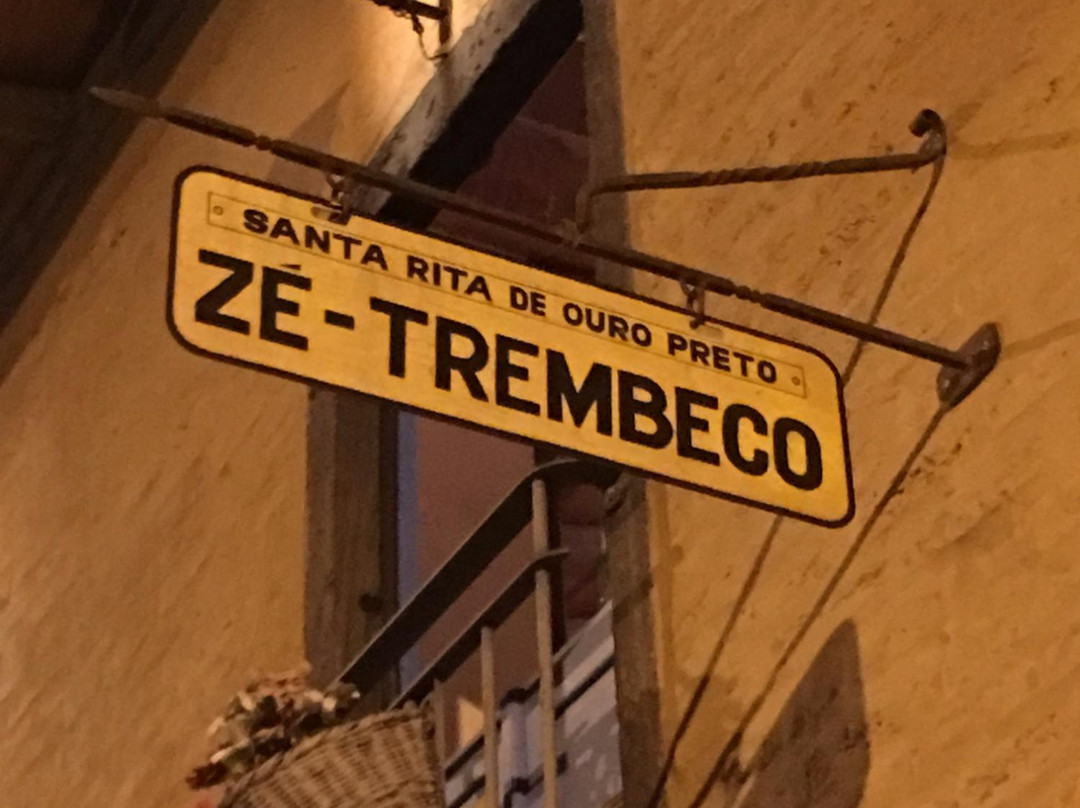 SANTA RITA DE OURO PRETO
ZÉ-TREMBECO